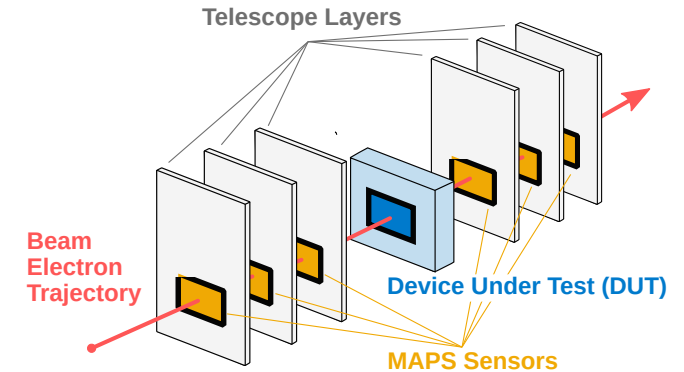 Telescope Layers
Beam
Electron
Trajectory
Device Under Test (DUT)
MAPS Sensors